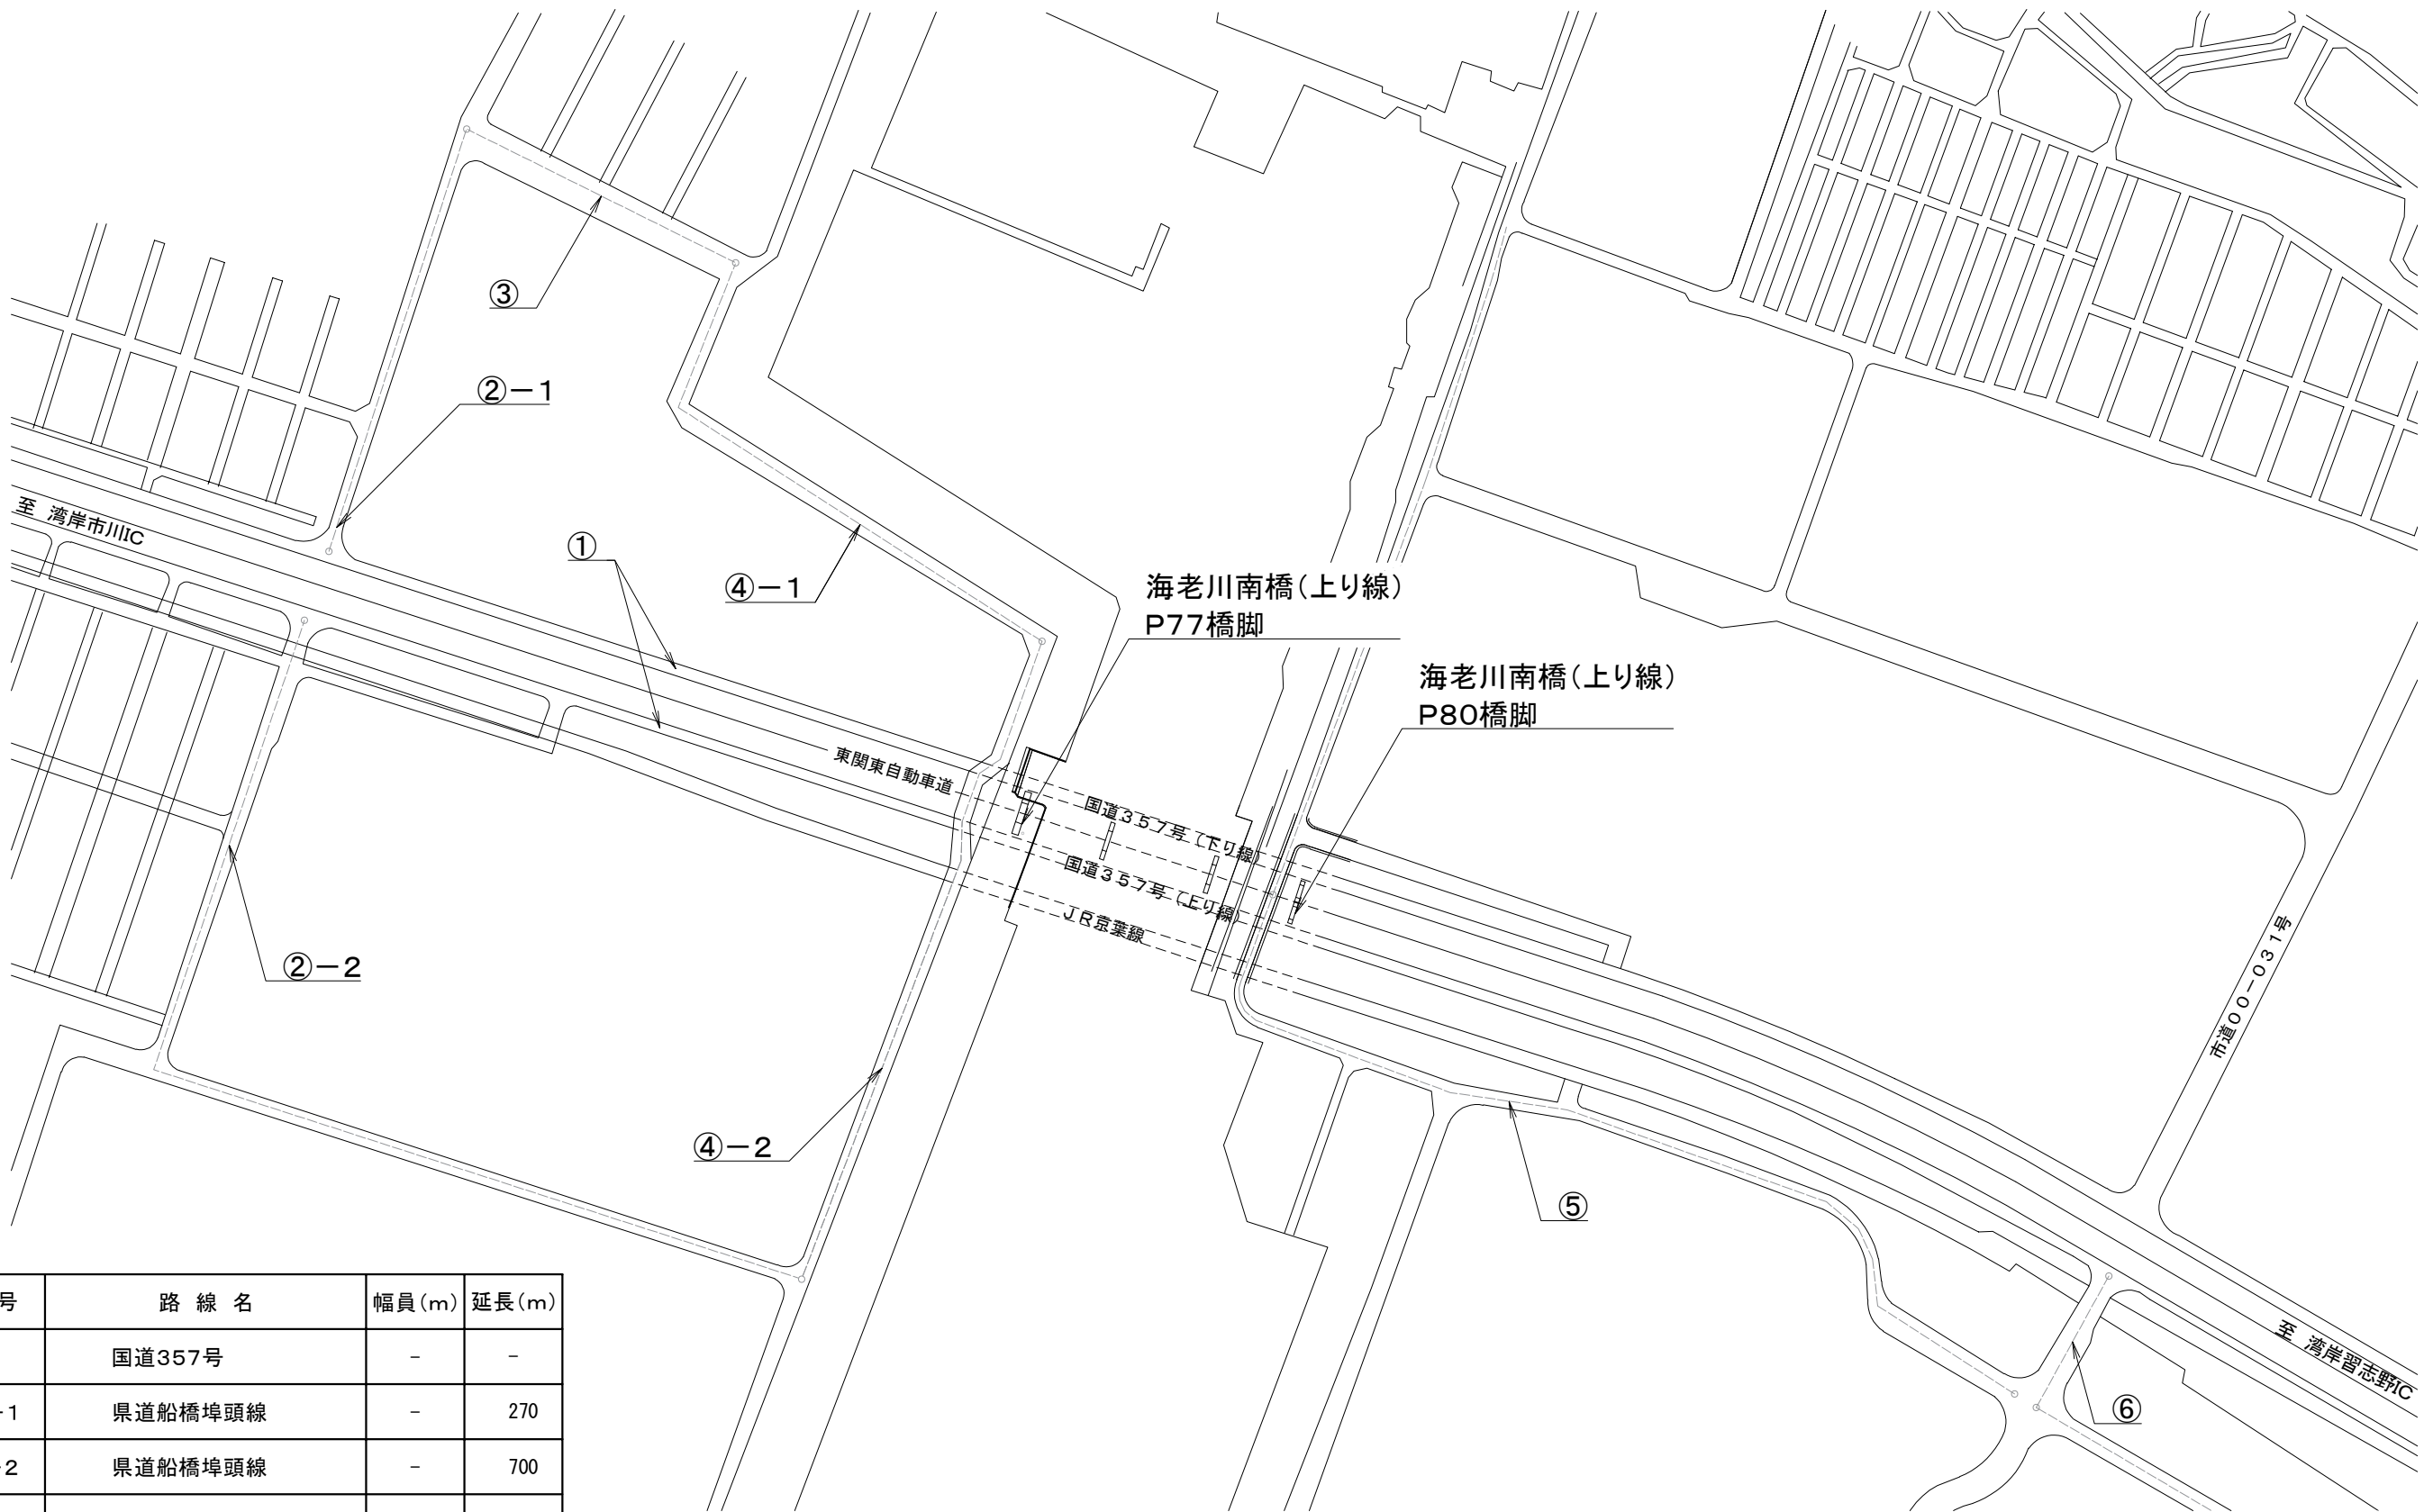 ③
②－1
至 湾岸市川IC
①
④－1
海老川南橋（上り線）
P77橋脚
海老川南橋（上り線）
P80橋脚
東関東自動車道
国道３５７号（下り線）
国道３５７号（上り線）
ＪＲ京葉線
市道００－０３１号
②－2
④－2
⑤
⑥
至 湾岸習志野IC
号 路線名 幅員(m) 延長(m)
国道357号 - -
-1 県道船橋埠頭線 - 270
-2 県道船橋埠頭線 - 700